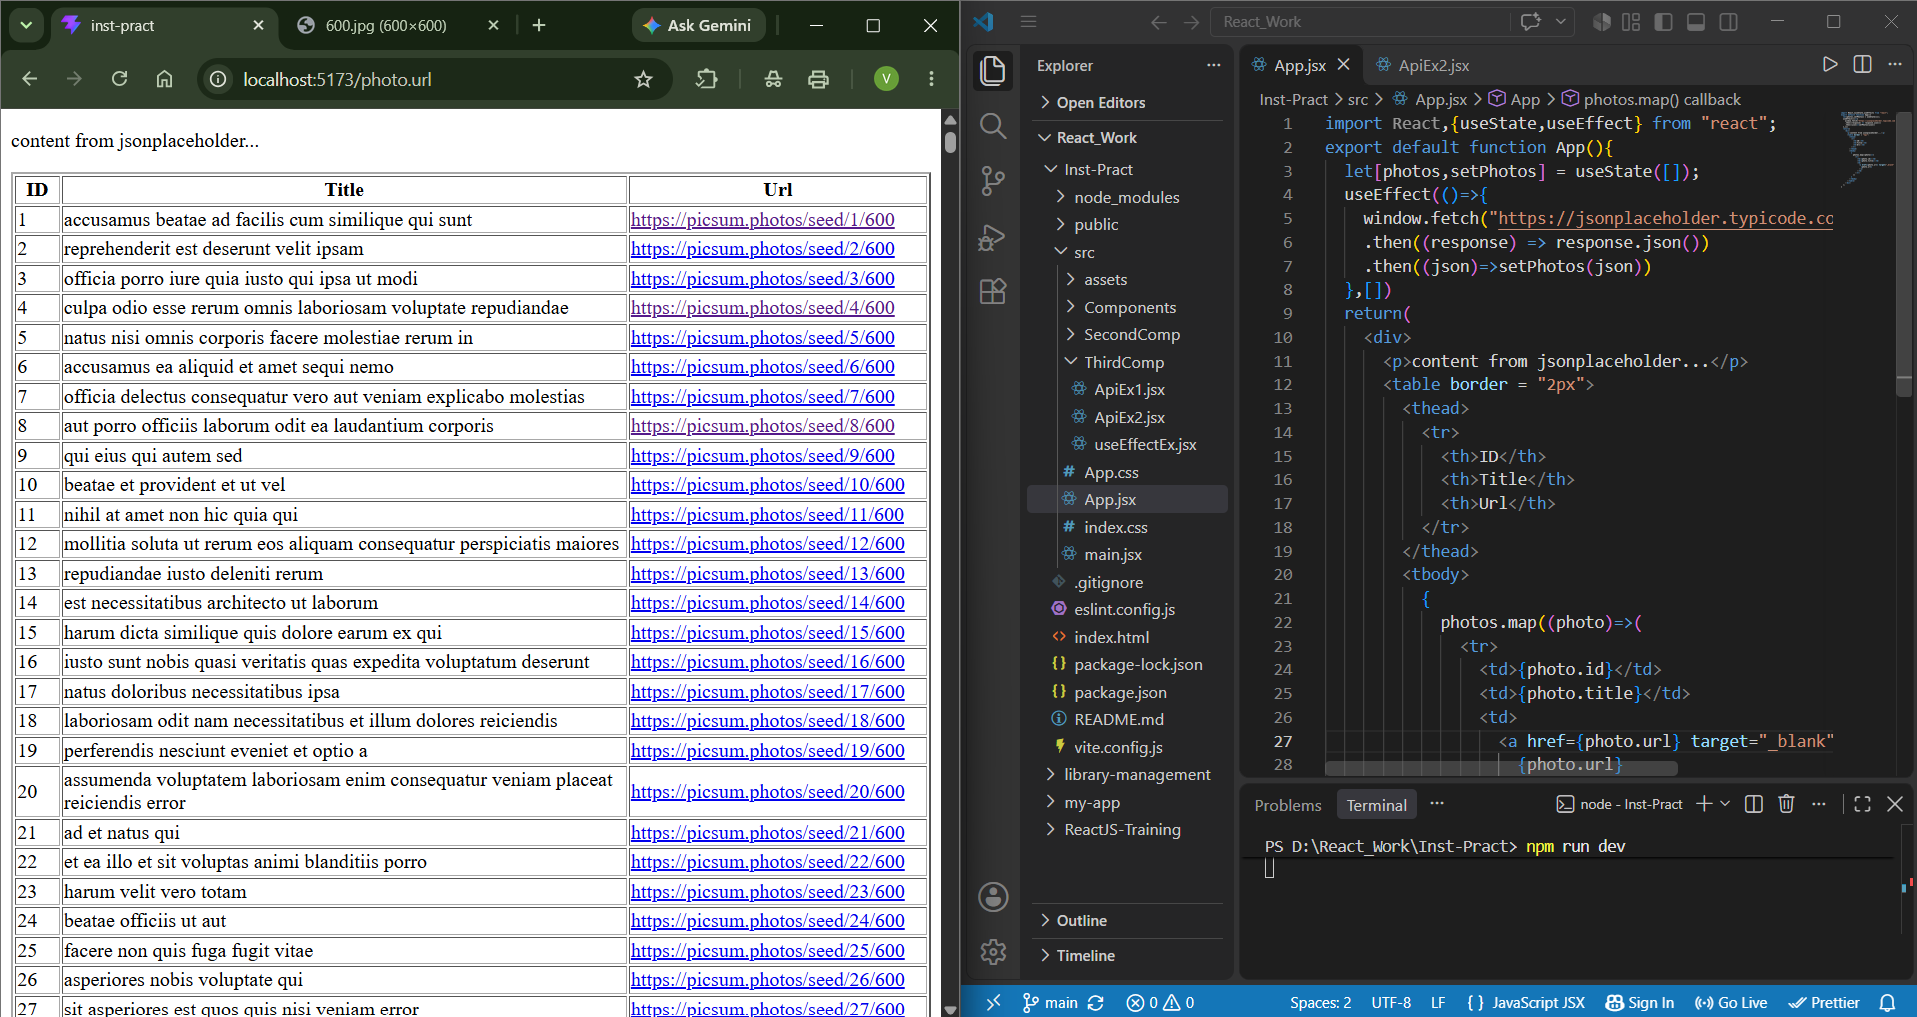 inst-pract
600.jpg (600×600)
Ask Gemini
localhost:5173/photo.url
V
content from jsonplaceholder...
ID Title Url
1 accusamus beatae ad facilis cum similique qui sunt https://picsum.photos/seed/1/600
2 reprehenderit est deserunt velit ipsam https://picsum.photos/seed/2/600
3 officia porro iure quia iusto qui ipsa ut modi https://picsum.photos/seed/3/600
4 culpa odio esse rerum omnis laboriosam voluptate repudiandae https://picsum.photos/seed/4/600
5 natus nisi omnis corporis facere molestiae rerum in https://picsum.photos/seed/5/600
6 accusamus ea aliquid et amet sequi nemo https://picsum.photos/seed/6/600
7 officia delectus consequatur vero aut veniam explicabo molestias https://picsum.photos/seed/7/600
8 aut porro officiis laborum odit ea laudantium corporis https://picsum.photos/seed/8/600
9 qui eius qui autem sed https://picsum.photos/seed/9/600
10 beatae et provident et ut vel https://picsum.photos/seed/10/600
11 nihil at amet non hic quia qui https://picsum.photos/seed/11/600
12 mollitia soluta ut rerum eos aliquam consequatur perspiciatis maiores https://picsum.photos/seed/12/600
13 repudiandae iusto deleniti rerum https://picsum.photos/seed/13/600
14 est necessitatibus architecto ut laborum https://picsum.photos/seed/14/600
15 harum dicta similique quis dolore earum ex qui https://picsum.photos/seed/15/600
16 iusto sunt nobis quasi veritatis quas expedita voluptatum deserunt https://picsum.photos/seed/16/600
17 natus doloribus necessitatibus ipsa https://picsum.photos/seed/17/600
18 laboriosam odit nam necessitatibus et illum dolores reiciendis https://picsum.photos/seed/18/600
19 perferendis nesciunt eveniet et optio a https://picsum.photos/seed/19/600
20 assumenda voluptatem laboriosam enim consequatur veniam placeat
reiciendis error https://picsum.photos/seed/20/600
21 ad et natus qui https://picsum.photos/seed/21/600
22 et ea illo et sit voluptas animi blanditiis porro https://picsum.photos/seed/22/600
23 harum velit vero totam https://picsum.photos/seed/23/600
24 beatae officiis ut aut https://picsum.photos/seed/24/600
25 facere non quis fuga fugit vitae https://picsum.photos/seed/25/600
26 asperiores nobis voluptate qui https://picsum.photos/seed/26/600
27 sit asperiores est quos quis nisi veniam error https://picsum.photos/seed/27/600
React_Work
Explorer
Open Editors
React_Work
Inst-Pract
node_modules
public
src
assets
Components
SecondComp
ThirdComp
ApiEx1.jsx
ApiEx2.jsx
useEffectEx.jsx
# App.css
App.jsx
# index.css
main.jsx
.gitignore
eslint.config.js
<> index.html
{} package-lock.json
{} package.json
README.md
vite.config.js
library-management
my-app
ReactJS-Training
Outline
Timeline
App.jsx ApiEx2.jsx
Inst-Pract > src > App.jsx > App > photos.map() callback
1 import React,{useState,useEffect} from "react";
2 export default function App(){
3 let[photos,setPhotos] = useState([]);
4 useEffect(()=>{
5 window.fetch("https://jsonplaceholder.typicode.co
6 .then((response) => response.json())
7 .then((json)=>setPhotos(json))
8 },[])
9 return(
10 <div>
11 <p>content from jsonplaceholder...</p>
12 <table border = "2px">
13 <thead>
14 <tr>
15 <th>ID</th>
16 <th>Title</th>
17 <th>Url</th>
18 </tr>
19 </thead>
20 <tbody>
21 {
22 photos.map((photo)=>(
23 <tr>
24 <td>{photo.id}</td>
25 <td>{photo.title}</td>
26 <td>
27 <a href={photo.url} target="_blank"
28 {photo.url}
Problems Terminal node - Inst-Pract
PS D:\React_Work\Inst-Pract> npm run dev
main 0 0 Spaces: 2 UTF-8 LF {} JavaScript JSX Sign In Go Live Prettier